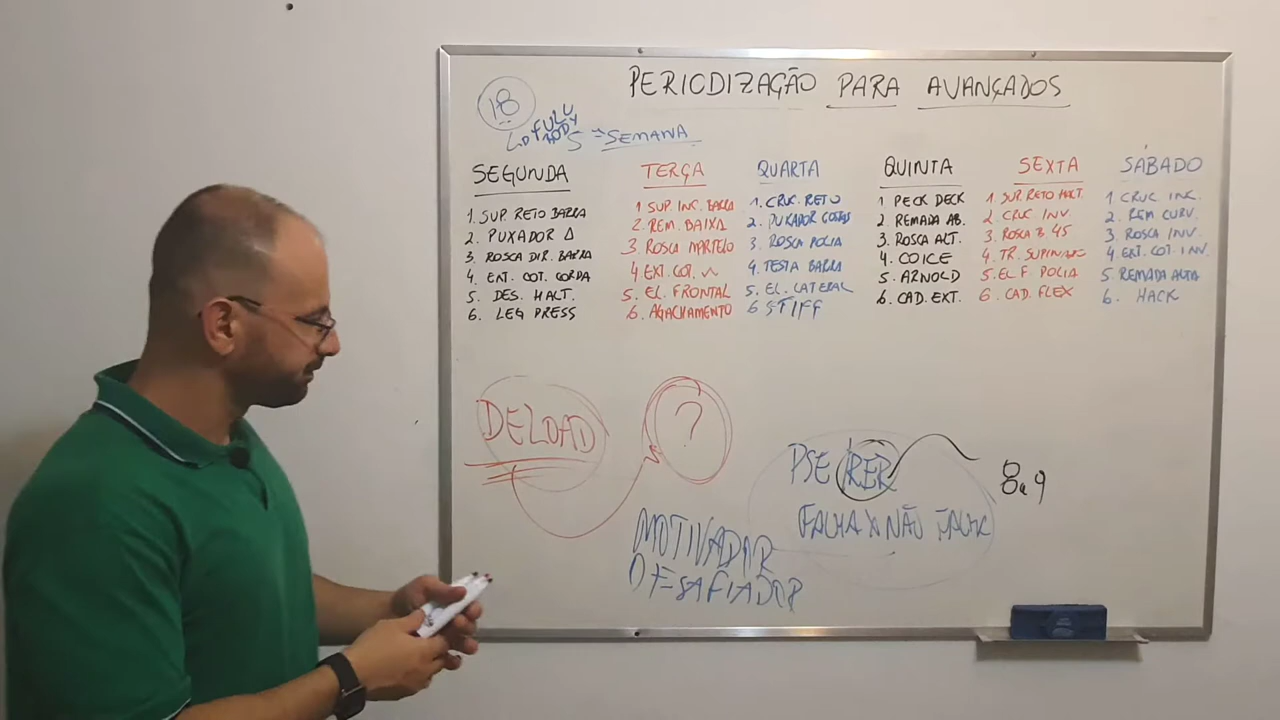 PERIODIZAÇÃO PARA AVANÇADOS
18
FULL BODY 5 = SEMANA
SEGUNDA
1. SUP. RETO BARRA
2. PUXADOR Δ
3. ROSCA DIR. BARRA
4. EXT. COT. CORDA
5. DES. HALT.
6. LEG PRESS
TERÇA
1 SUP. INC. BARRA
2. REM. BAIXA
3. ROSCA MARTELO
4 EXT. COT.
5. EL. FRONTAL
6. AGACHAMENTO
QUARTA
1. CRUC. RETO
2. PUXADOR COSTAS
3. ROSCA POLIA
4. TESTA BARRA
5. EL. LATERAL
6 STIFF
QUINTA
1 PECK DECK
2. REMADA AB.
3. ROSCA ALT.
4. COICE
5. ARNOLD
6. CAD. EXT.
SEXTA
1. SUP. RETO HALT.
2. CRUC. INV.
3. ROSCA B 45
4. TR. SUPINADO
5. EL F. POLIA
6 CAD. FLEX
SÁBADO
1. CRUC INC.
2. REM CURV.
3. ROSCA INV.
4. EXT. COT INV.
5 REMADA ALTA
6. HACK
DELOAD
?
PSE RER
8 a 9
FALHA X NÃO FALHA
MOTIVADOR
DESAFIADOR